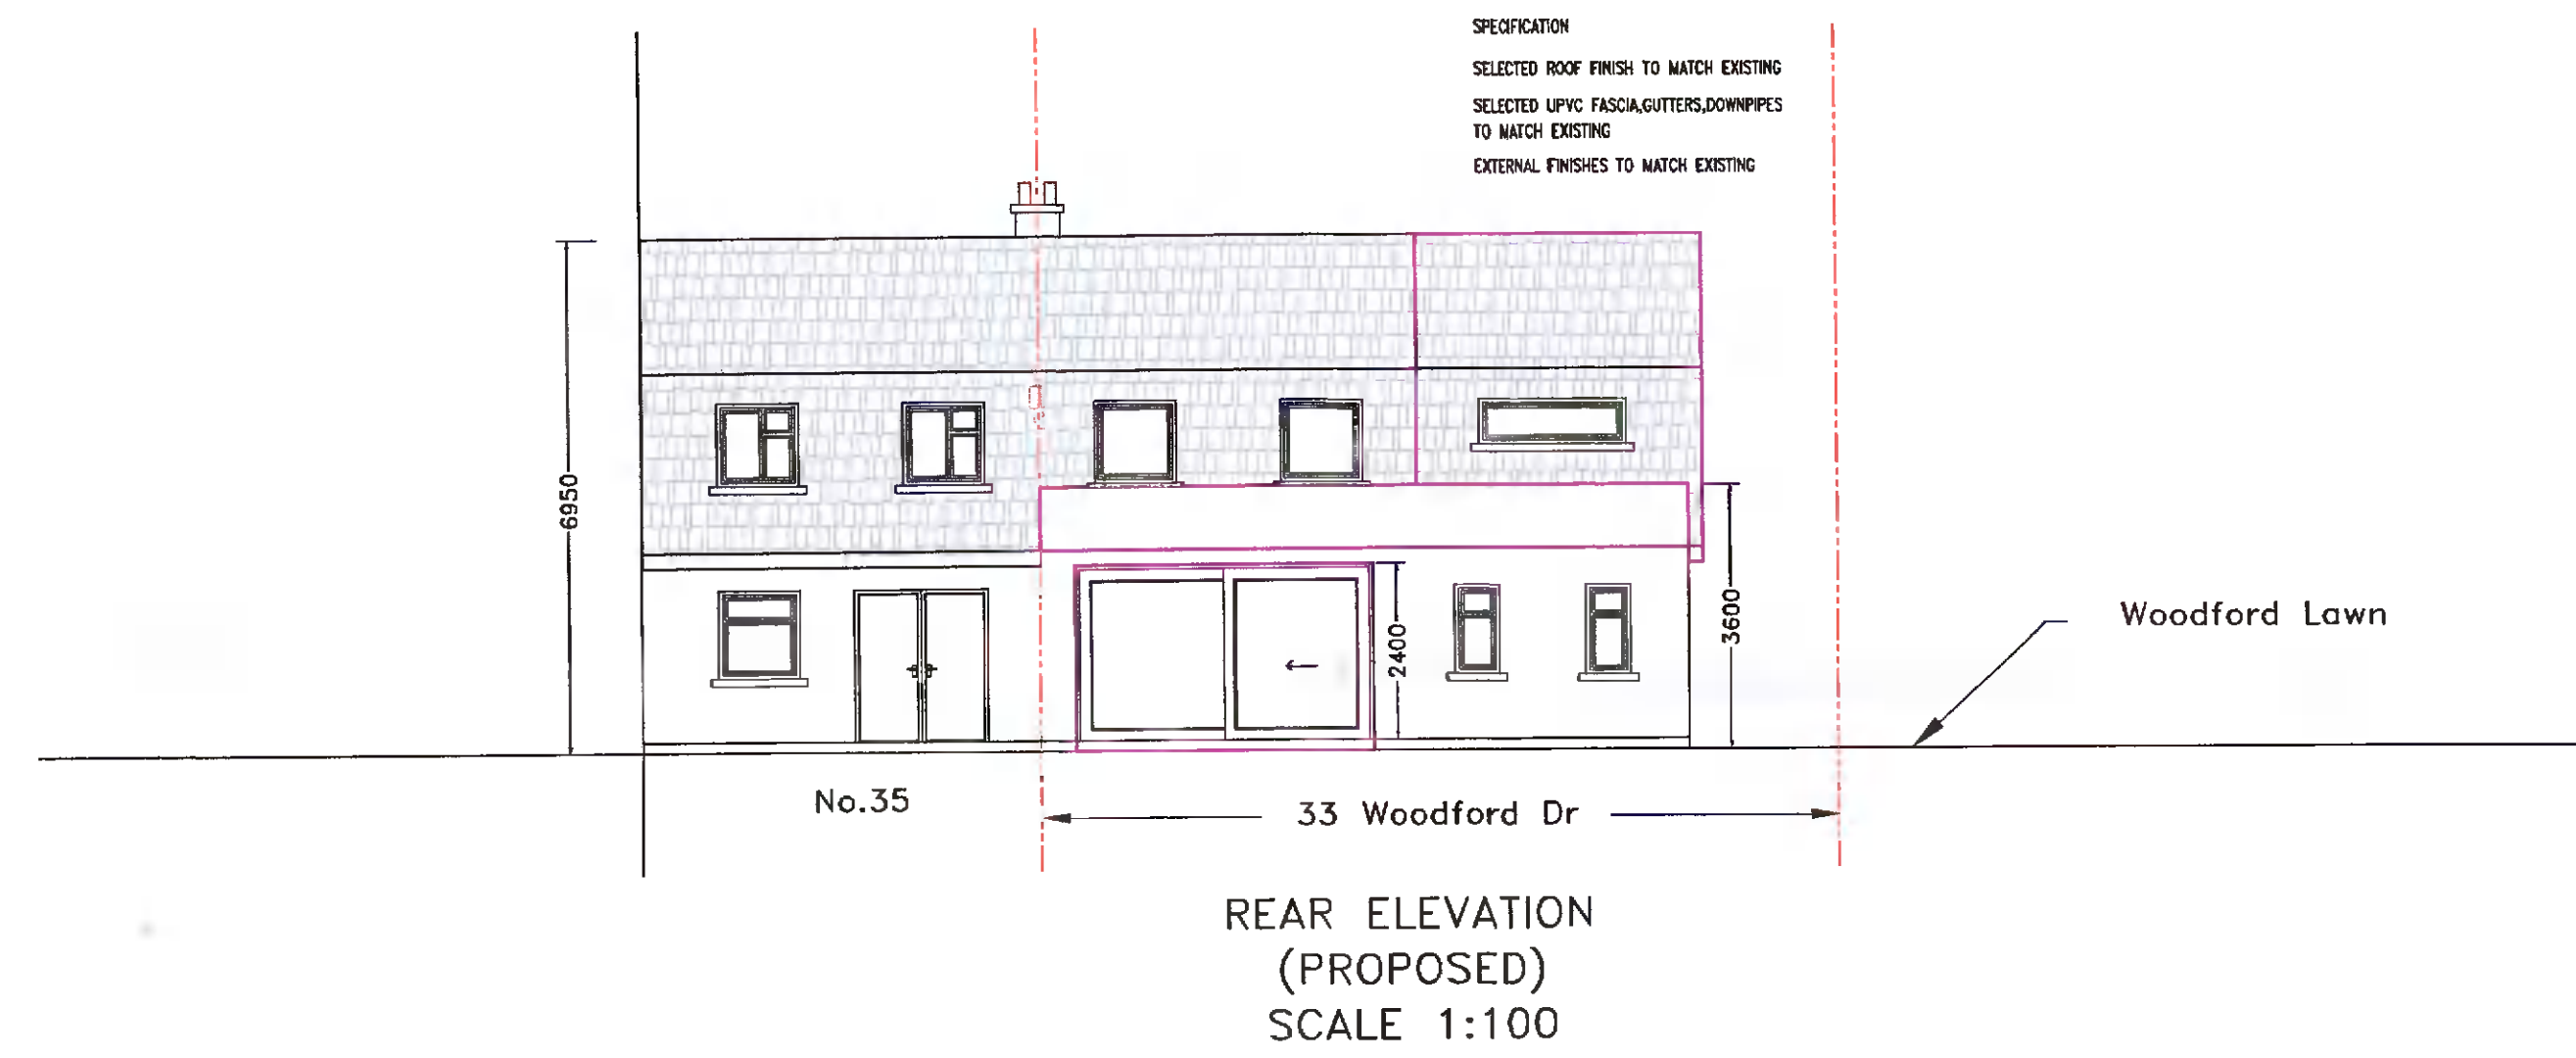 SPECIFICATION
SELECTED ROOF FINISH TO MATCH EXISTING
SELECTED UPVC FASCIA,GUTTERS,DOWNPIPES
TO MATCH EXISTING
EXTERNAL FINISHES TO MATCH EXISTING
6950
2400
3600
Woodford Lawn
No.35
33 Woodford Dr
REAR ELEVATION
(PROPOSED)
SCALE 1:100